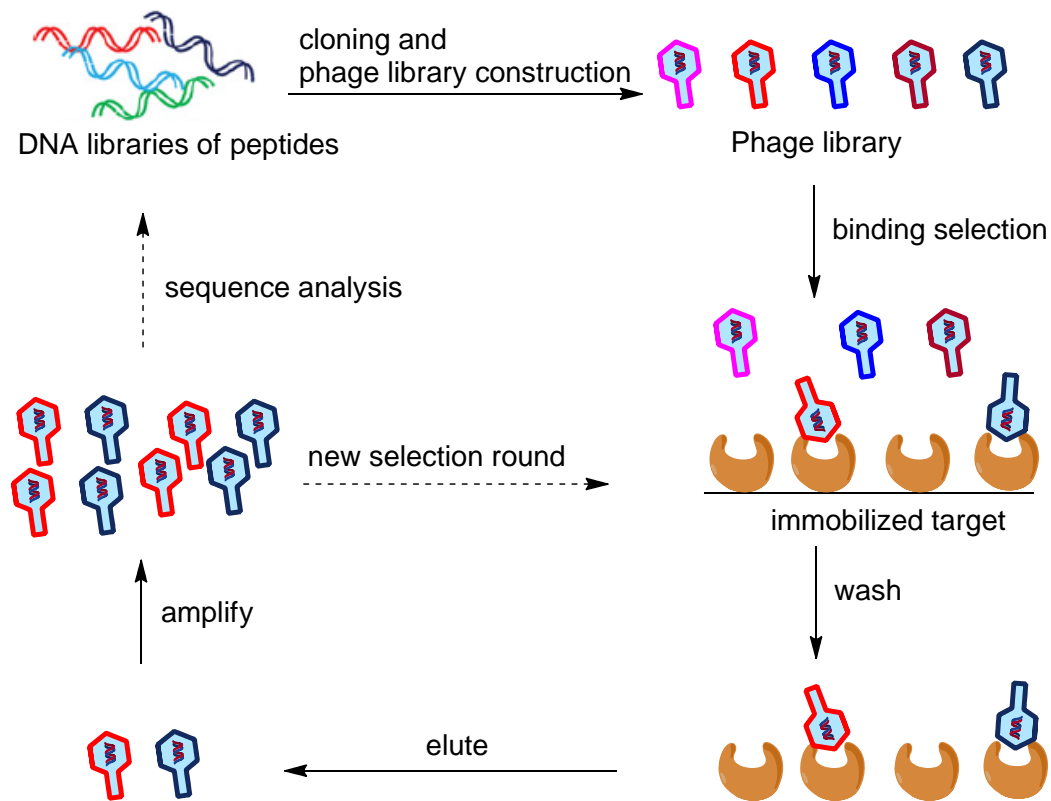 cloning and
phage library construction
DNA libraries of peptides
Phage library
binding selection
sequence analysis
new selection round
immobilized target
wash
amplify
elute